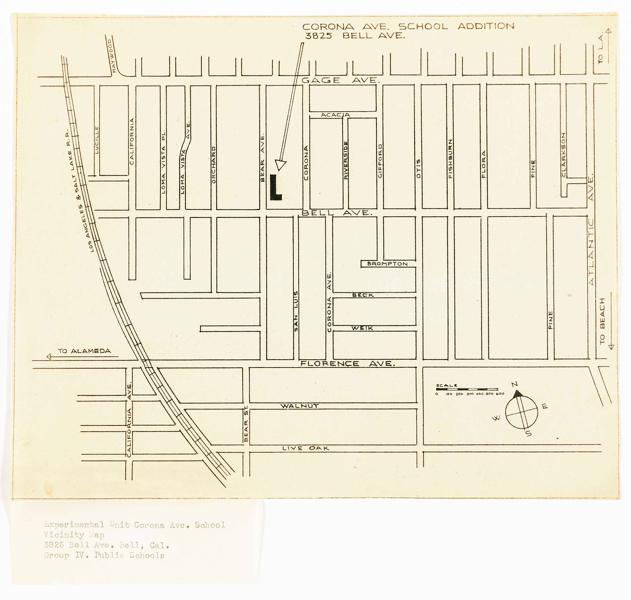 CORONA AVE. SCHOOL ADDITION
3825 BELL AVE.
MAYWOOD
TO L.A.
GAGE AVE.
LOS ANGELES & SALT LAKE R.R.
LUCILLE
CALIFORNIA
LOMA VISTA PL.
LOMA VISTA AVE.
ORCHARD
BEAR AVE.
CORONA
ACACIA
RIVERSIDE
GIFFORD
OTIS
FISHBURN
FLORA
PINE
CLARKSON
ATLANTIC AVE.
BELL AVE.
BROMPTON
SAN LUIS
CORONA AVE.
BECK
WEIK
PINE
TO BEACH
TO ALAMEDA
FLORENCE AVE.
CALIFORNIA AVE.
BEAR ST.
WALNUT
LIVE OAK
SCALE
N
E
W
S
Experimental Unit Corona Ave. School
Vicinity Map
3825 Bell Ave. Bell, Cal.
Group IV. Public Schools